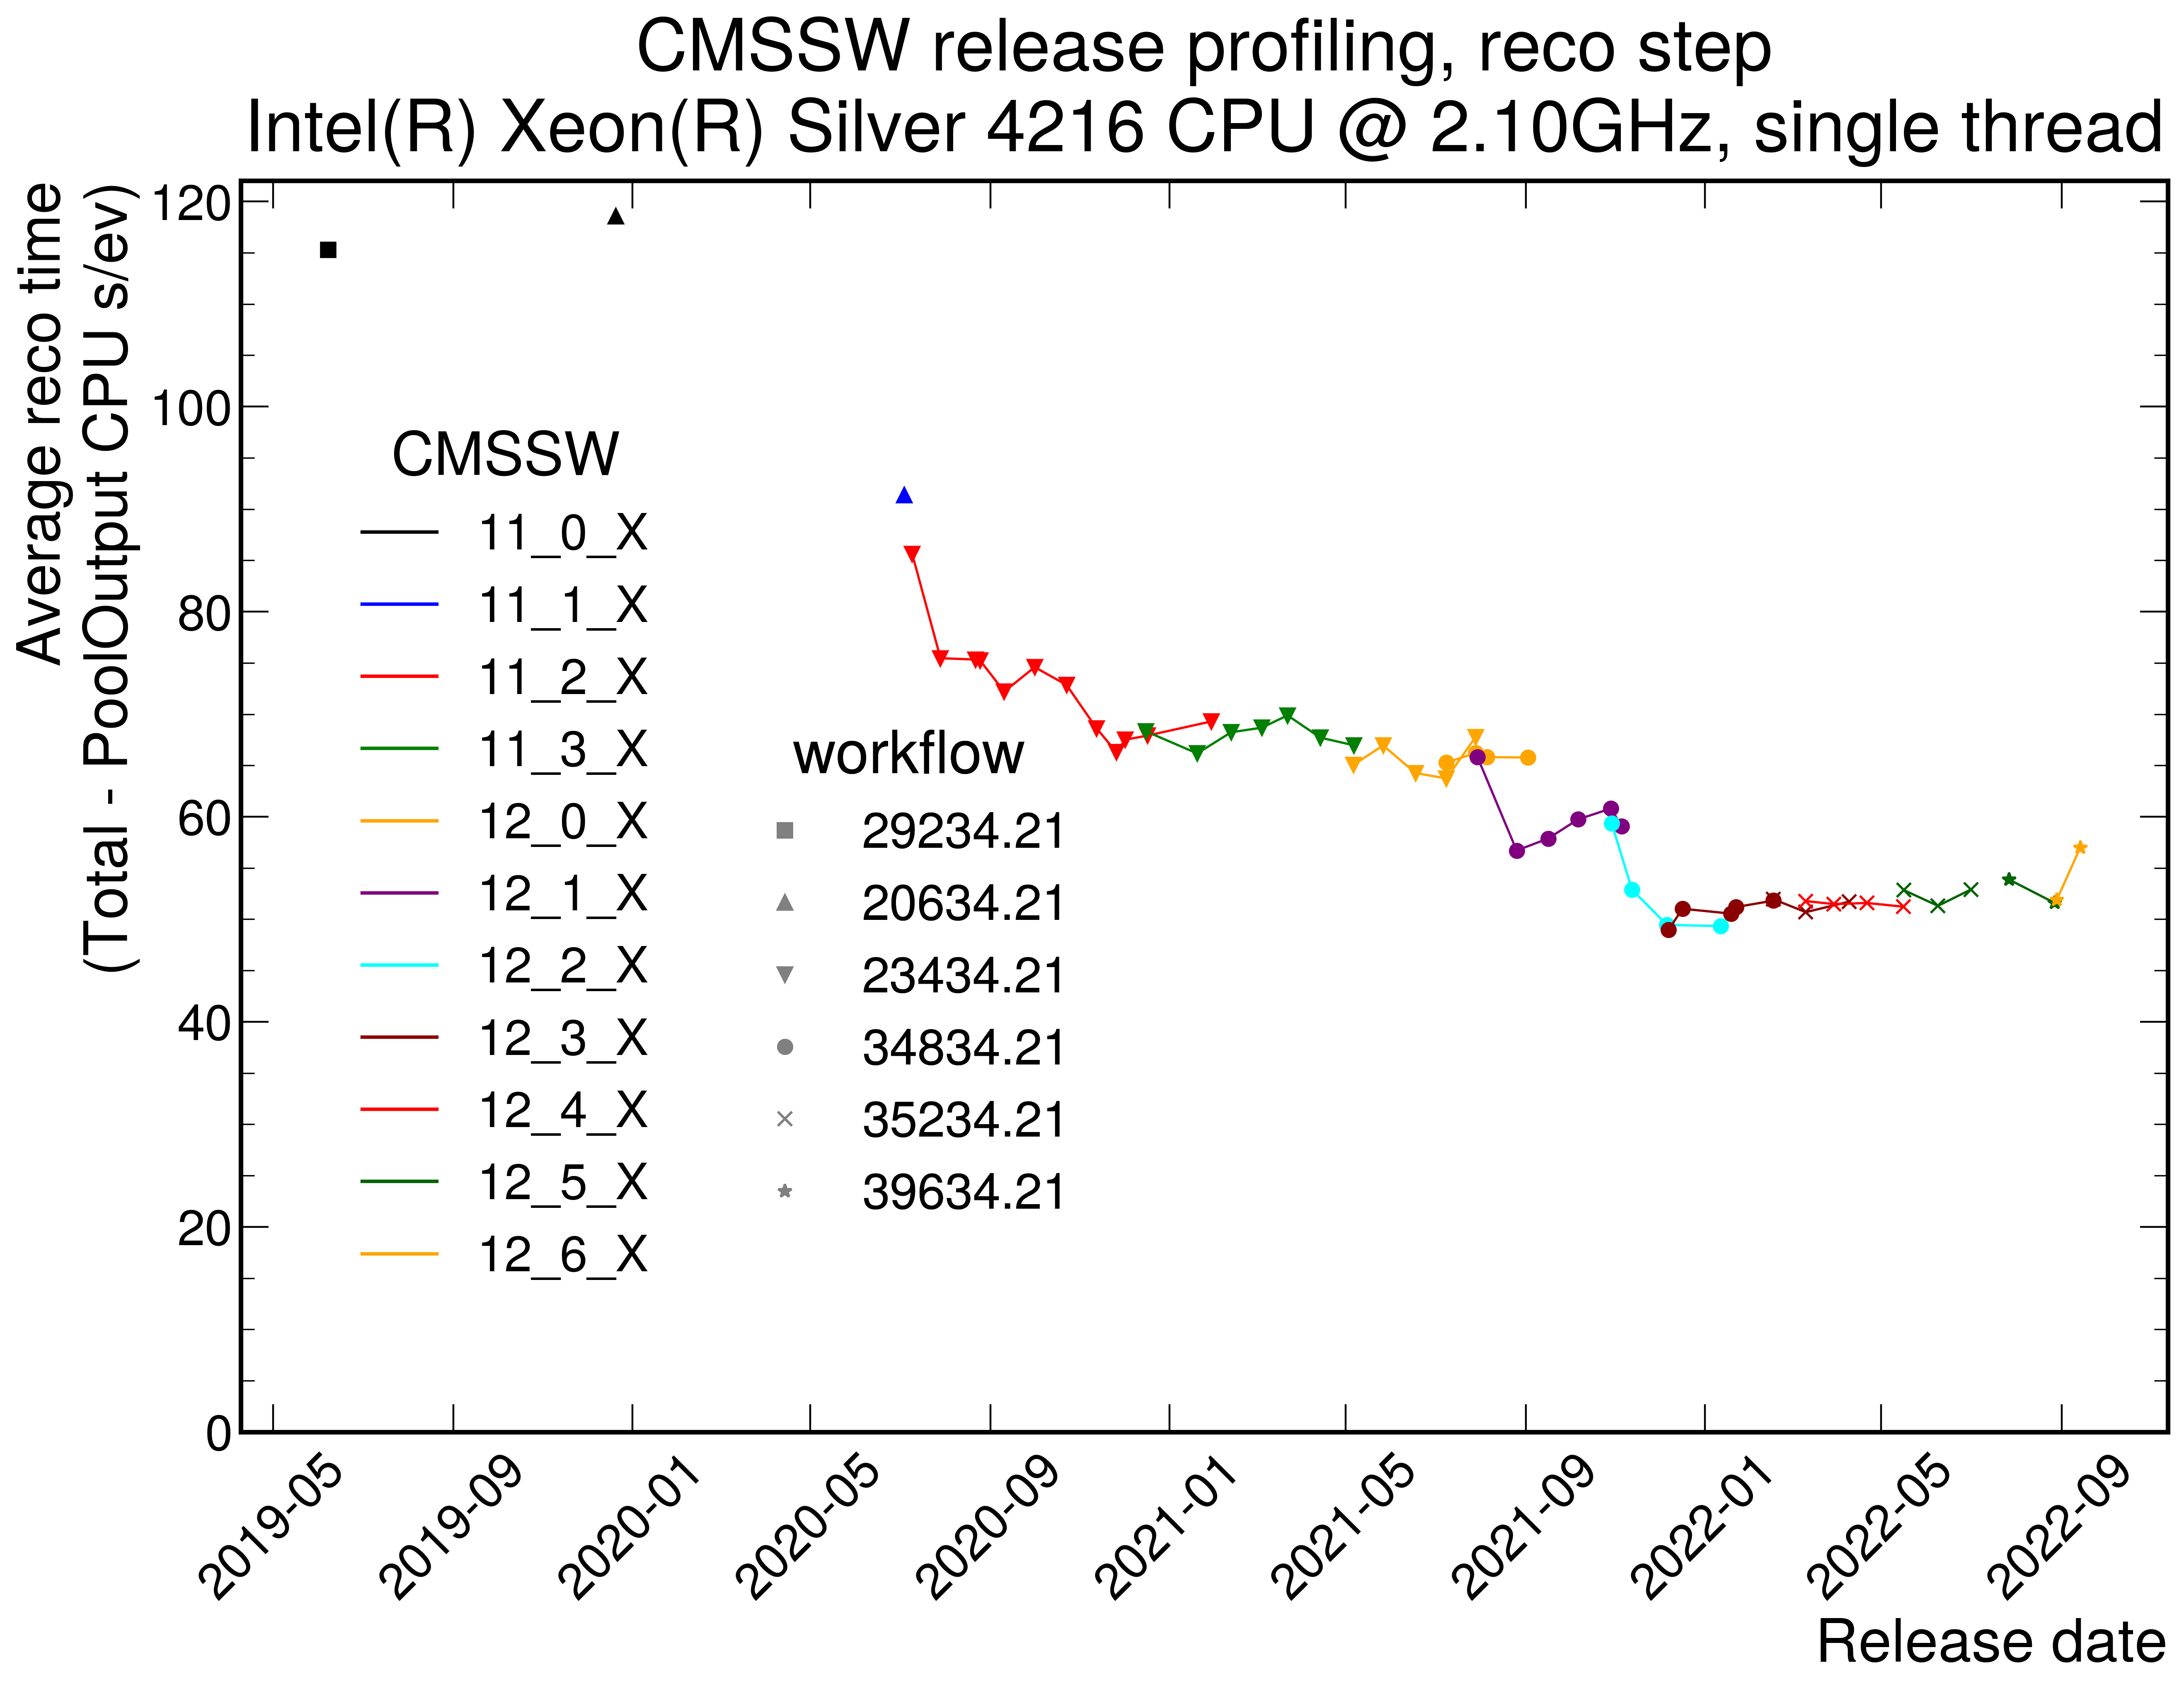 CMSSW release profiling, reco step
Intel(R) Xeon(R) Silver 4216 CPU @ 2.10GHz, single thread
Average reco time
(Total - PoolOutput CPU s/ev)
120
100
80
60
40
20
0
CMSSW
11_0_X
11_1_X
11_2_X
11_3_X
12_0_X
12_1_X
12_2_X
12_3_X
12_4_X
12_5_X
12_6_X
workflow
29234.21
20634.21
23434.21
34834.21
35234.21
39634.21
2019-05
2019-09
2020-01
2020-05
2020-09
2021-01
2021-05
2021-09
2022-01
2022-05
2022-09
Release date